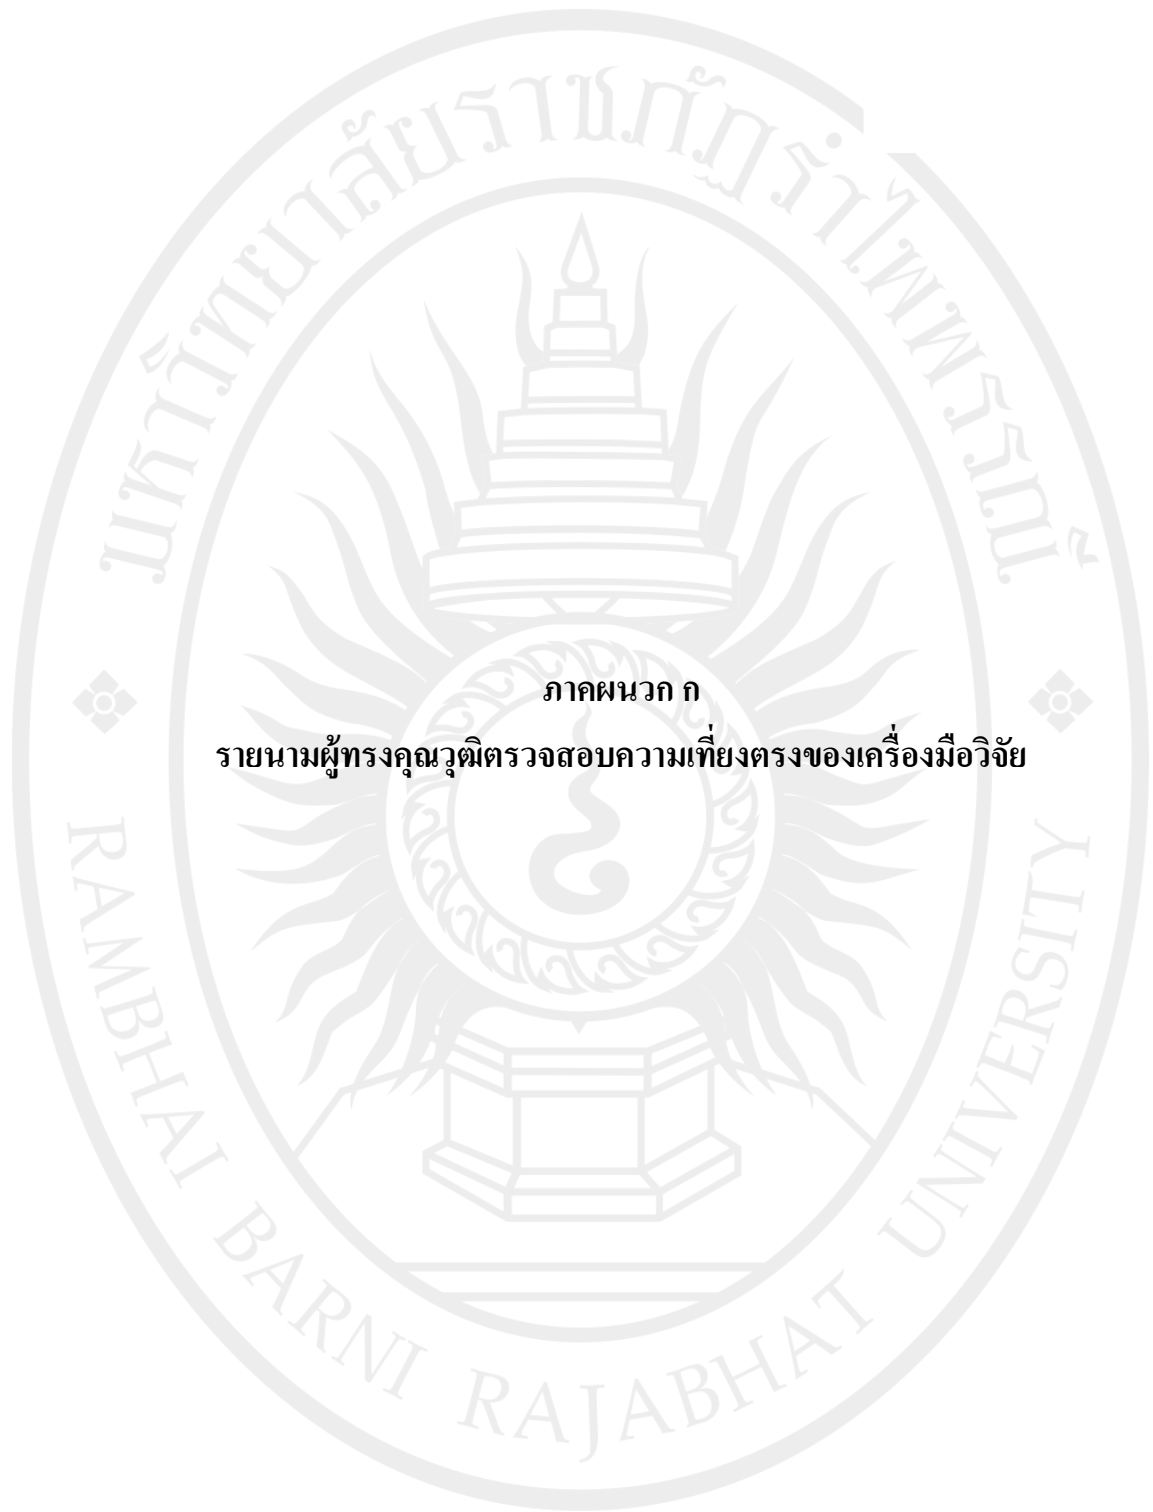 มหาวิทยาลัยราชภัฏรำไพพรรณี
ภาคผนวก ก
รายนามผู้ทรงคุณวุฒิตรวจสอบความเที่ยงตรงของเครื่องมือวิจัย
RAMBHAI BARNI RAJABHAT UNIVERSITY